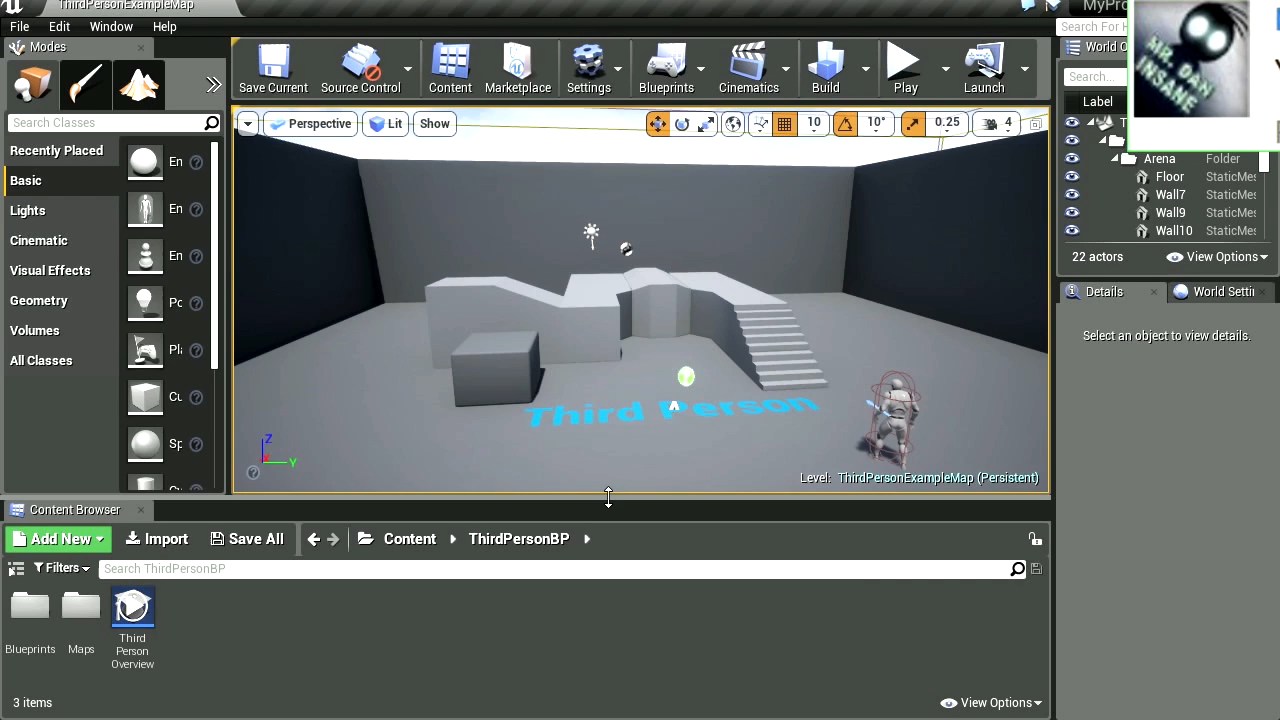 ThirdPersonExampleMap
MyPro
File Edit Window Help
Search For H
Modes
World O
MR. DAN INSANE
Save Current Source Control Content Marketplace Settings Blueprints Cinematics Build Play Launch
Search...
Label
Search Classes
Perspective Lit Show 10 10° 0.25 4
Recently Placed
Basic
Lights
Cinematic
Visual Effects
Geometry
Volumes
All Classes
En
En
En
Po
Pla
Cu
Sp
Arena Folder
Floor StaticMes
Wall7 StaticMes
Wall9 StaticMes
Wall10 StaticMes
22 actors View Options
Details World Setti
Select an object to view details.
Third Person
Z
X
Y
Level: ThirdPersonExampleMap (Persistent)
Content Browser
Add New Import Save All Content ThirdPersonBP
Filters Search ThirdPersonBP
Blueprints Maps Third Person Overview
3 items View Options